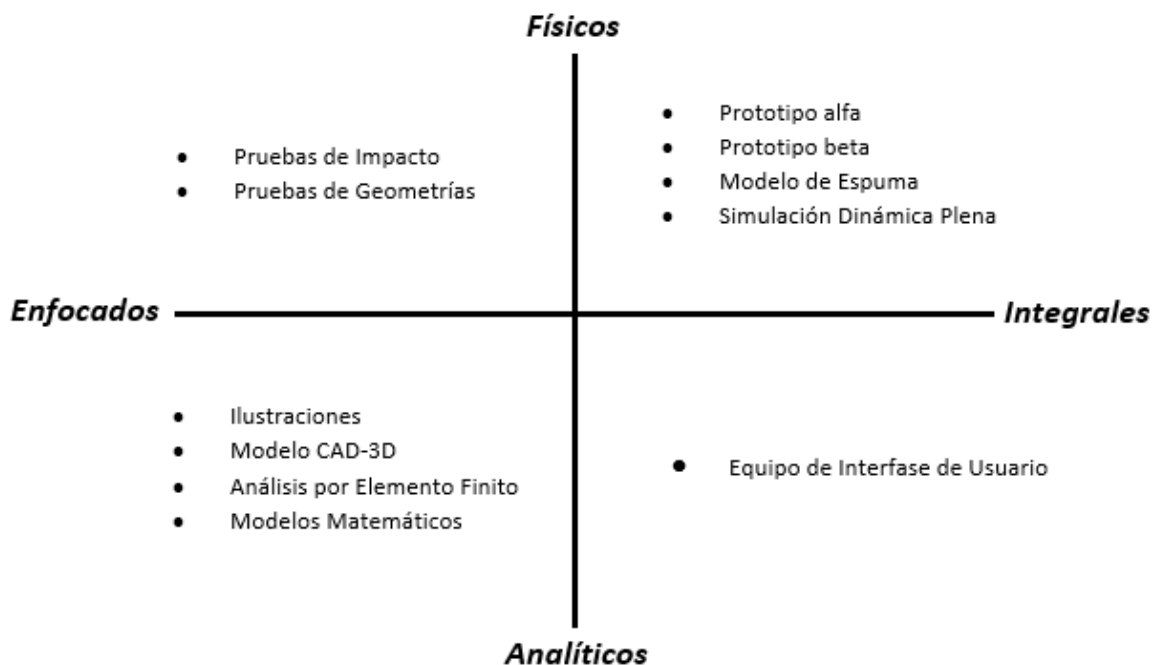 Físicos
• Prototipo alfa
• Prototipo beta
• Modelo de Espuma
• Simulación Dinámica Plena
• Pruebas de Impacto
• Pruebas de Geometrías
Enfocados
Integrales
• Ilustraciones
• Modelo CAD-3D
• Análisis por Elemento Finito
• Modelos Matemáticos
• Equipo de Interfase de Usuario
Analíticos